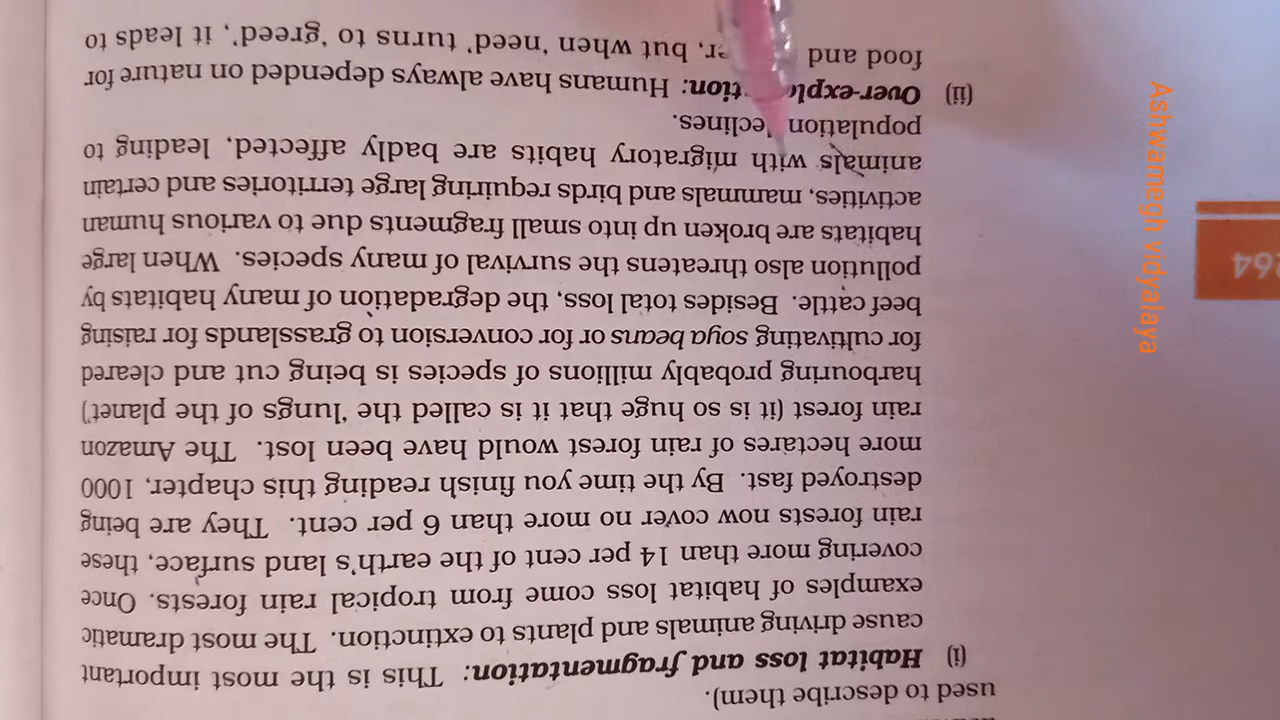 used to describe them).
(i) Habitat loss and fragmentation: This is the most important
cause driving animals and plants to extinction. The most dramatic
examples of habitat loss come from tropical rain forests. Once
covering more than 14 per cent of the earth's land surface, these
rain forests now cover no more than 6 per cent. They are being
destroyed fast. By the time you finish reading this chapter, 1000
more hectares of rain forest would have been lost. The Amazon
rain forest (it is so huge that it is called the 'lungs of the planet')
harbouring probably millions of species is being cut and cleared
for cultivating soya beans or for conversion to grasslands for raising
beef cattle. Besides total loss, the degradation of many habitats by
pollution also threatens the survival of many species. When large
habitats are broken up into small fragments due to various human
activities, mammals and birds requiring large territories and certain
animals with migratory habits are badly affected, leading to
population declines.
(ii) tion: Humans have always depended on nature for
food and but when 'need' turns to 'greed', it leads to
264
Ashwamegh vidyalaya